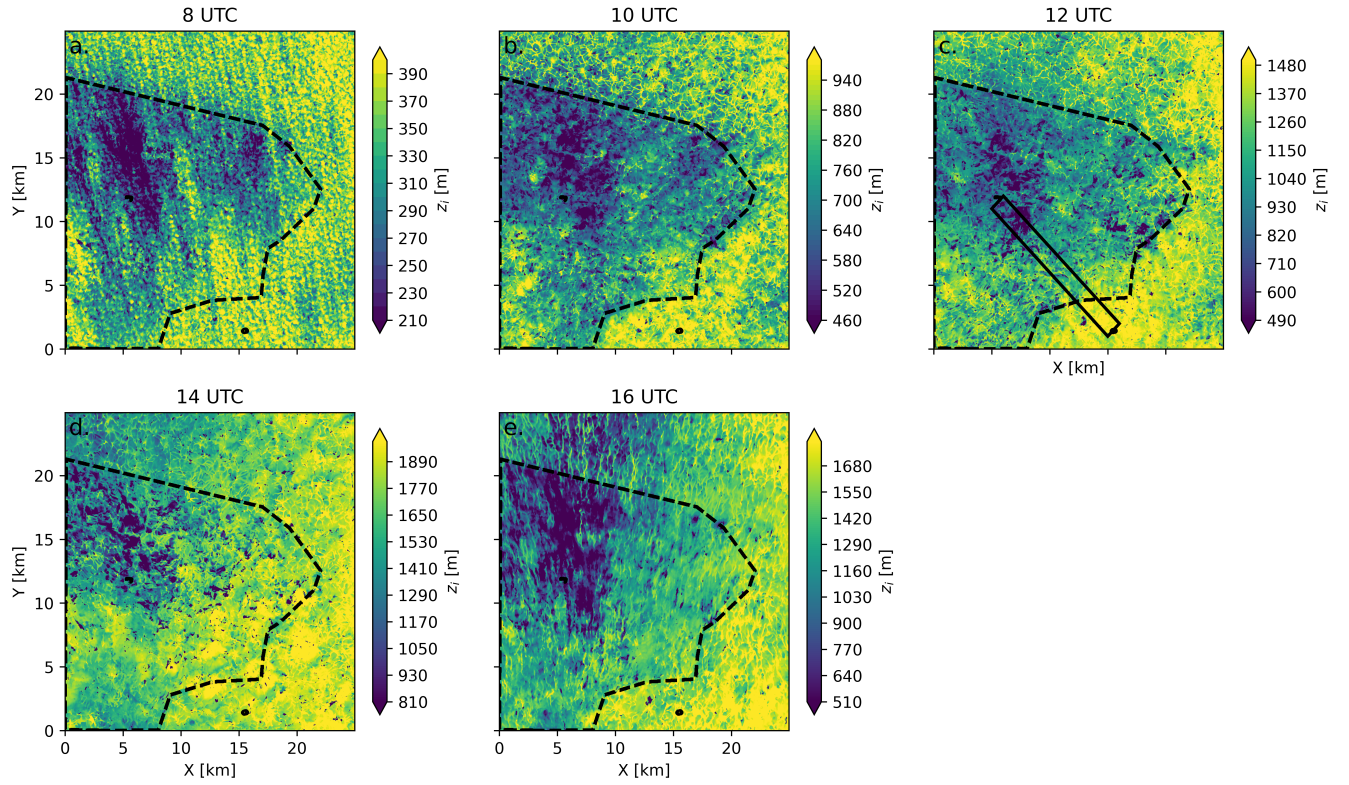 8 UTC
10 UTC
12 UTC
a.
b.
c.
Y [km]
20
15
10
5
0
390
370
350
330
310
290
270
250
230
210
z_i [m]
940
880
820
760
700
640
580
520
460
z_i [m]
1480
1370
1260
1150
1040
930
820
710
600
490
z_i [m]
X [km]
14 UTC
16 UTC
d.
e.
Y [km]
20
15
10
5
0
1890
1770
1650
1530
1410
1290
1170
1050
930
810
z_i [m]
1680
1550
1420
1290
1160
1030
900
770
640
510
z_i [m]
0 5 10 15 20
X [km]
0 5 10 15 20
X [km]